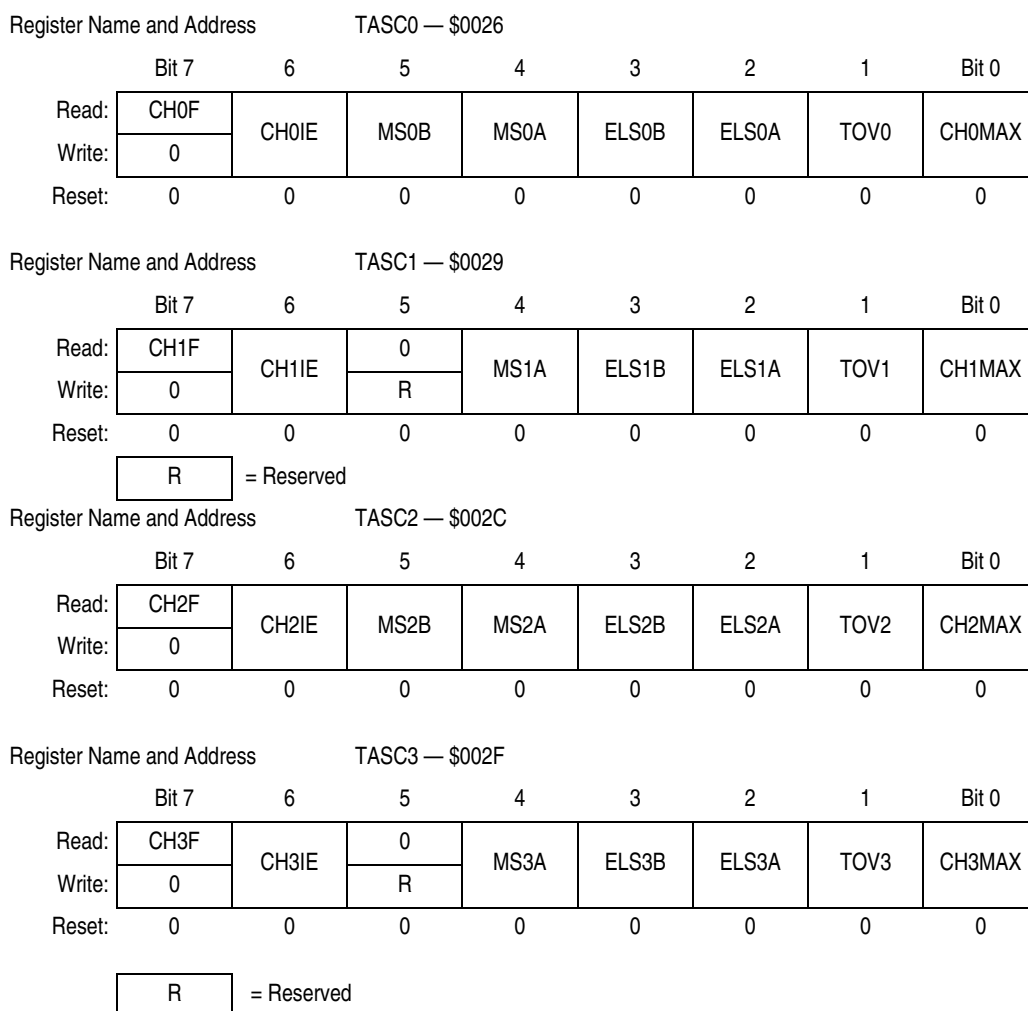 Register Name and Address TASC0 — $0026
Bit 7 6 5 4 3 2 1 Bit 0
Read: CH0F CH0IE MS0B MS0A ELS0B ELS0A TOV0 CH0MAX
Write: 0
Reset: 0 0 0 0 0 0 0 0
Register Name and Address TASC1 — $0029
Bit 7 6 5 4 3 2 1 Bit 0
Read: CH1F CH1IE 0 MS1A ELS1B ELS1A TOV1 CH1MAX
Write: 0 R
Reset: 0 0 0 0 0 0 0 0
R = Reserved
Register Name and Address TASC2 — $002C
Bit 7 6 5 4 3 2 1 Bit 0
Read: CH2F CH2IE MS2B MS2A ELS2B ELS2A TOV2 CH2MAX
Write: 0
Reset: 0 0 0 0 0 0 0 0
Register Name and Address TASC3 — $002F
Bit 7 6 5 4 3 2 1 Bit 0
Read: CH3F CH3IE 0 MS3A ELS3B ELS3A TOV3 CH3MAX
Write: 0 R
Reset: 0 0 0 0 0 0 0 0
R = Reserved